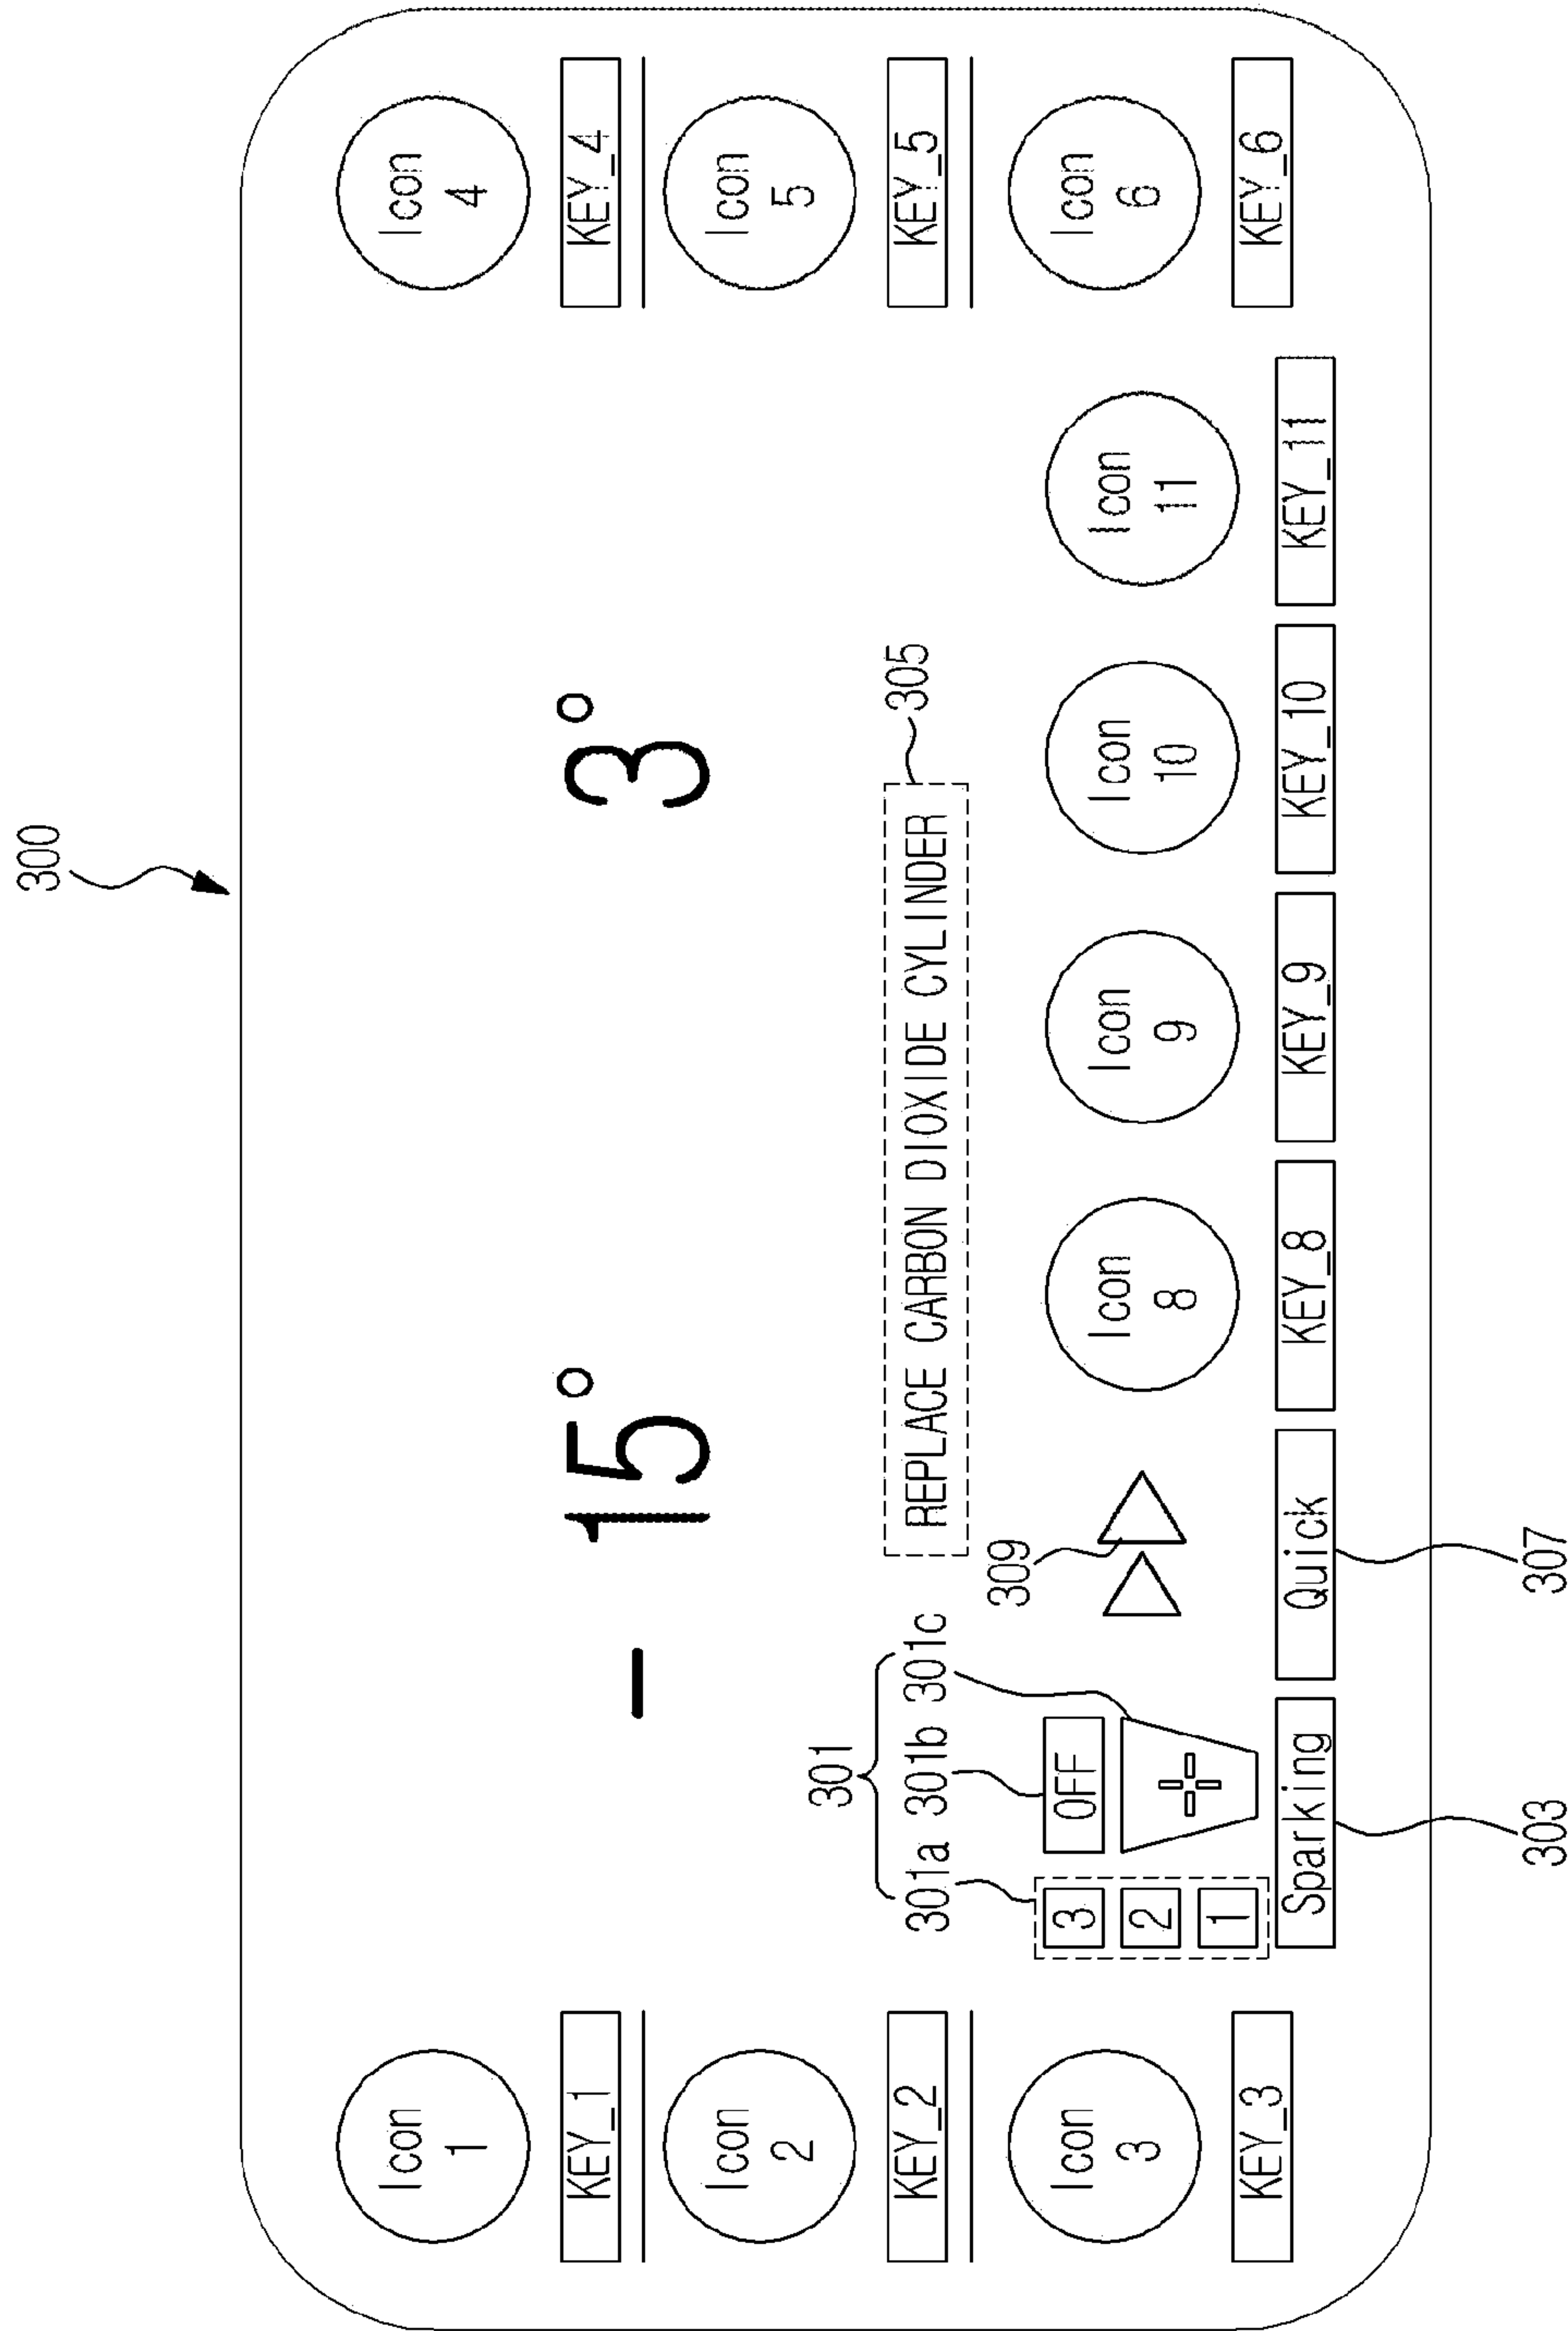 300
Icon
1
KEY_1
Icon
2
KEY_2
Icon
3
KEY_3
- 15° 3°
301
301a 301b 301c
REPLACE CARBON DIOXIDE CYLINDER
305
309
3
2
1
OFF
Sparking
Quick
Icon
8
KEY_8
Icon
9
KEY_9
Icon
10
KEY_10
Icon
11
KEY_11
Icon
4
KEY_4
Icon
5
KEY_5
Icon
6
KEY_6
303
307